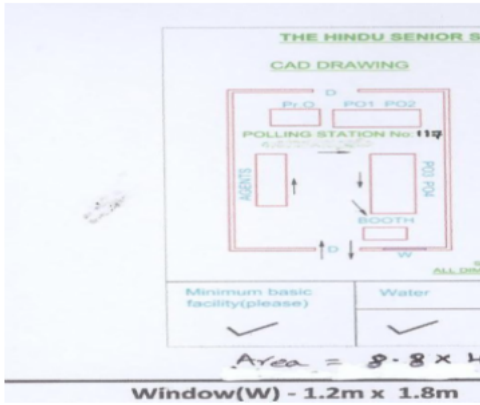 THE HINDU SENIOR S
CAD DRAWING
D
Pr.O PO1 PO2
POLLING STATION No: 117
AGENTS
PO3 PO4
BOOTH
D
W
ALL DIM
Minimum basic Water
facility(please)
Area = 8.8 x 4
Window(W) - 1.2m x 1.8m